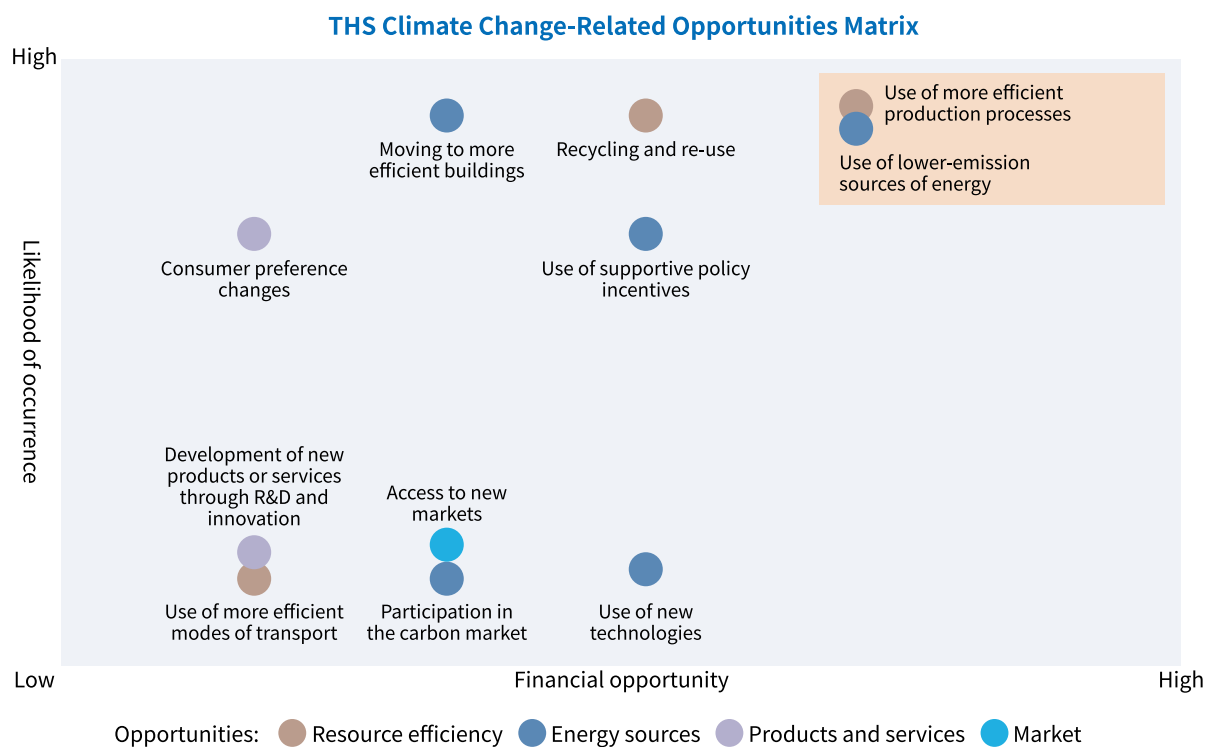 THS Climate Change-Related Opportunities Matrix
High
Use of more efficient
production processes
Use of lower-emission
sources of energy
Moving to more
efficient buildings
Recycling and re-use
Consumer preference
changes
Use of supportive policy
incentives
Likelihood of occurrence
Development of new
products or services
through R&D and
innovation
Access to new
markets
Use of more efficient
modes of transport
Participation in
the carbon market
Use of new
technologies
Low
Financial opportunity
High
Opportunities:
Resource efficiency
Energy sources
Products and services
Market